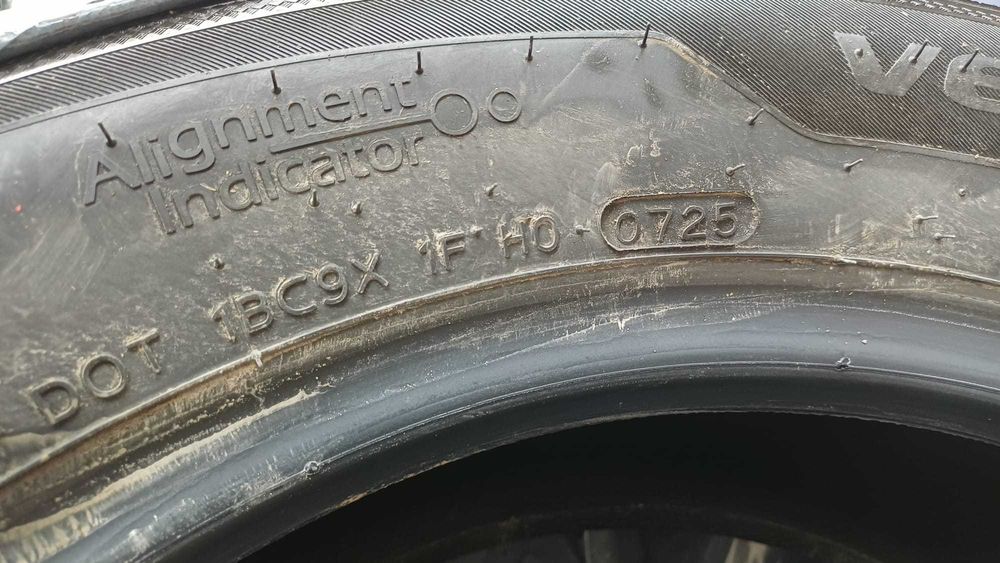 Alignment
Indicator
DOT 1BC9X 1F H0 0725